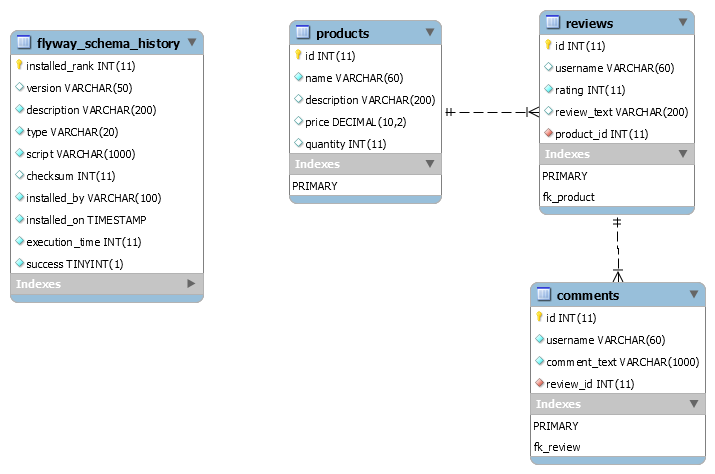 flyway_schema_history
installed_rank INT(11)
version VARCHAR(50)
description VARCHAR(200)
type VARCHAR(20)
script VARCHAR(1000)
checksum INT(11)
installed_by VARCHAR(100)
installed_on TIMESTAMP
execution_time INT(11)
success TINYINT(1)
Indexes
products
id INT(11)
name VARCHAR(60)
description VARCHAR(200)
price DECIMAL(10,2)
quantity INT(11)
Indexes
PRIMARY
reviews
id INT(11)
username VARCHAR(60)
rating INT(11)
review_text VARCHAR(200)
product_id INT(11)
Indexes
PRIMARY
fk_product
comments
id INT(11)
username VARCHAR(60)
comment_text VARCHAR(1000)
review_id INT(11)
Indexes
PRIMARY
fk_review